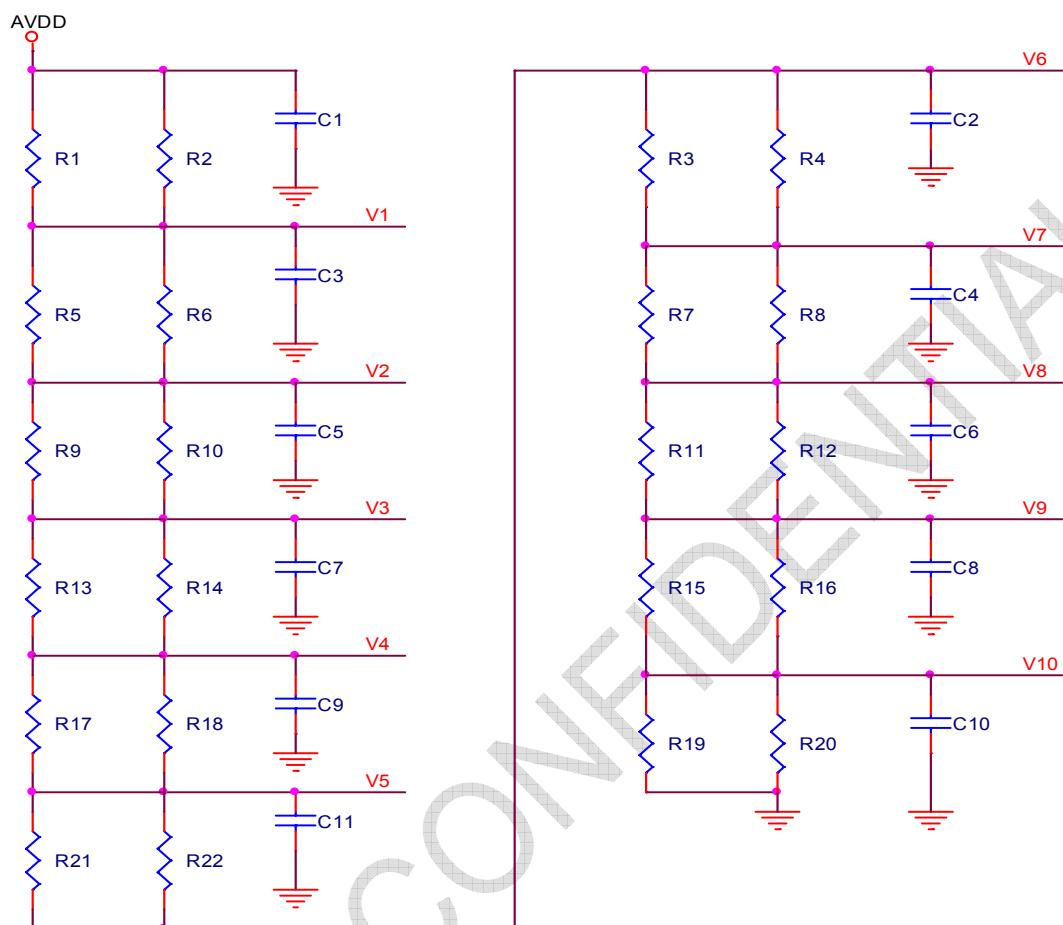 AVDD
V6
C1
C2
R1
R2
R3
R4
V1
V7
C3
C4
R5
R6
R7
R8
V2
V8
C5
C6
R9
R10
R11
R12
V3
V9
C7
C8
R13
R14
R15
R16
V4
V10
C9
C10
R17
R18
R19
R20
V5
C11
R21
R22
CONFIDENTIAL